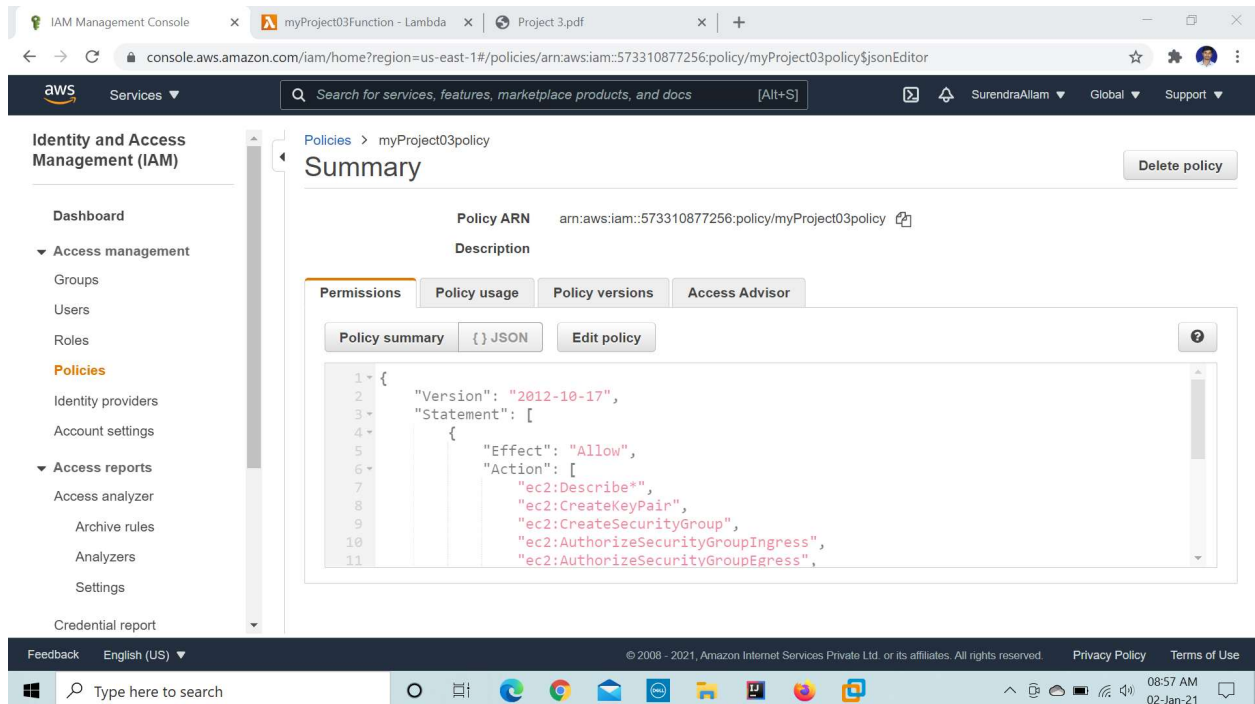 IAM Management Console
myProject03Function - Lambda
Project 3.pdf
console.aws.amazon.com/iam/home?region=us-east-1#/policies/arn:aws:iam::573310877256:policy/myProject03policy$jsonEditor
aws Services Search for services, features, marketplace products, and docs [Alt+S] SurendraAllam Global Support
Identity and Access
Management (IAM)
Dashboard
Access management
Groups
Users
Roles
Policies
Identity providers
Account settings
Access reports
Access analyzer
Archive rules
Analyzers
Settings
Credential report
Policies > myProject03policy
Summary
Delete policy
Policy ARN arn:aws:iam::573310877256:policy/myProject03policy
Description
Permissions Policy usage Policy versions Access Advisor
Policy summary { } JSON Edit policy
1 {
2 "Version": "2012-10-17",
3 "Statement": [
4 {
5 "Effect": "Allow",
6 "Action": [
7 "ec2:Describe*",
8 "ec2:CreateKeyPair",
9 "ec2:CreateSecurityGroup",
10 "ec2:AuthorizeSecurityGroupIngress",
11 "ec2:AuthorizeSecurityGroupEgress",
Feedback English (US) © 2008 - 2021, Amazon Internet Services Private Ltd. or its affiliates. All rights reserved. Privacy Policy Terms of Use
Type here to search
DELL
08:57 AM
02-Jan-21